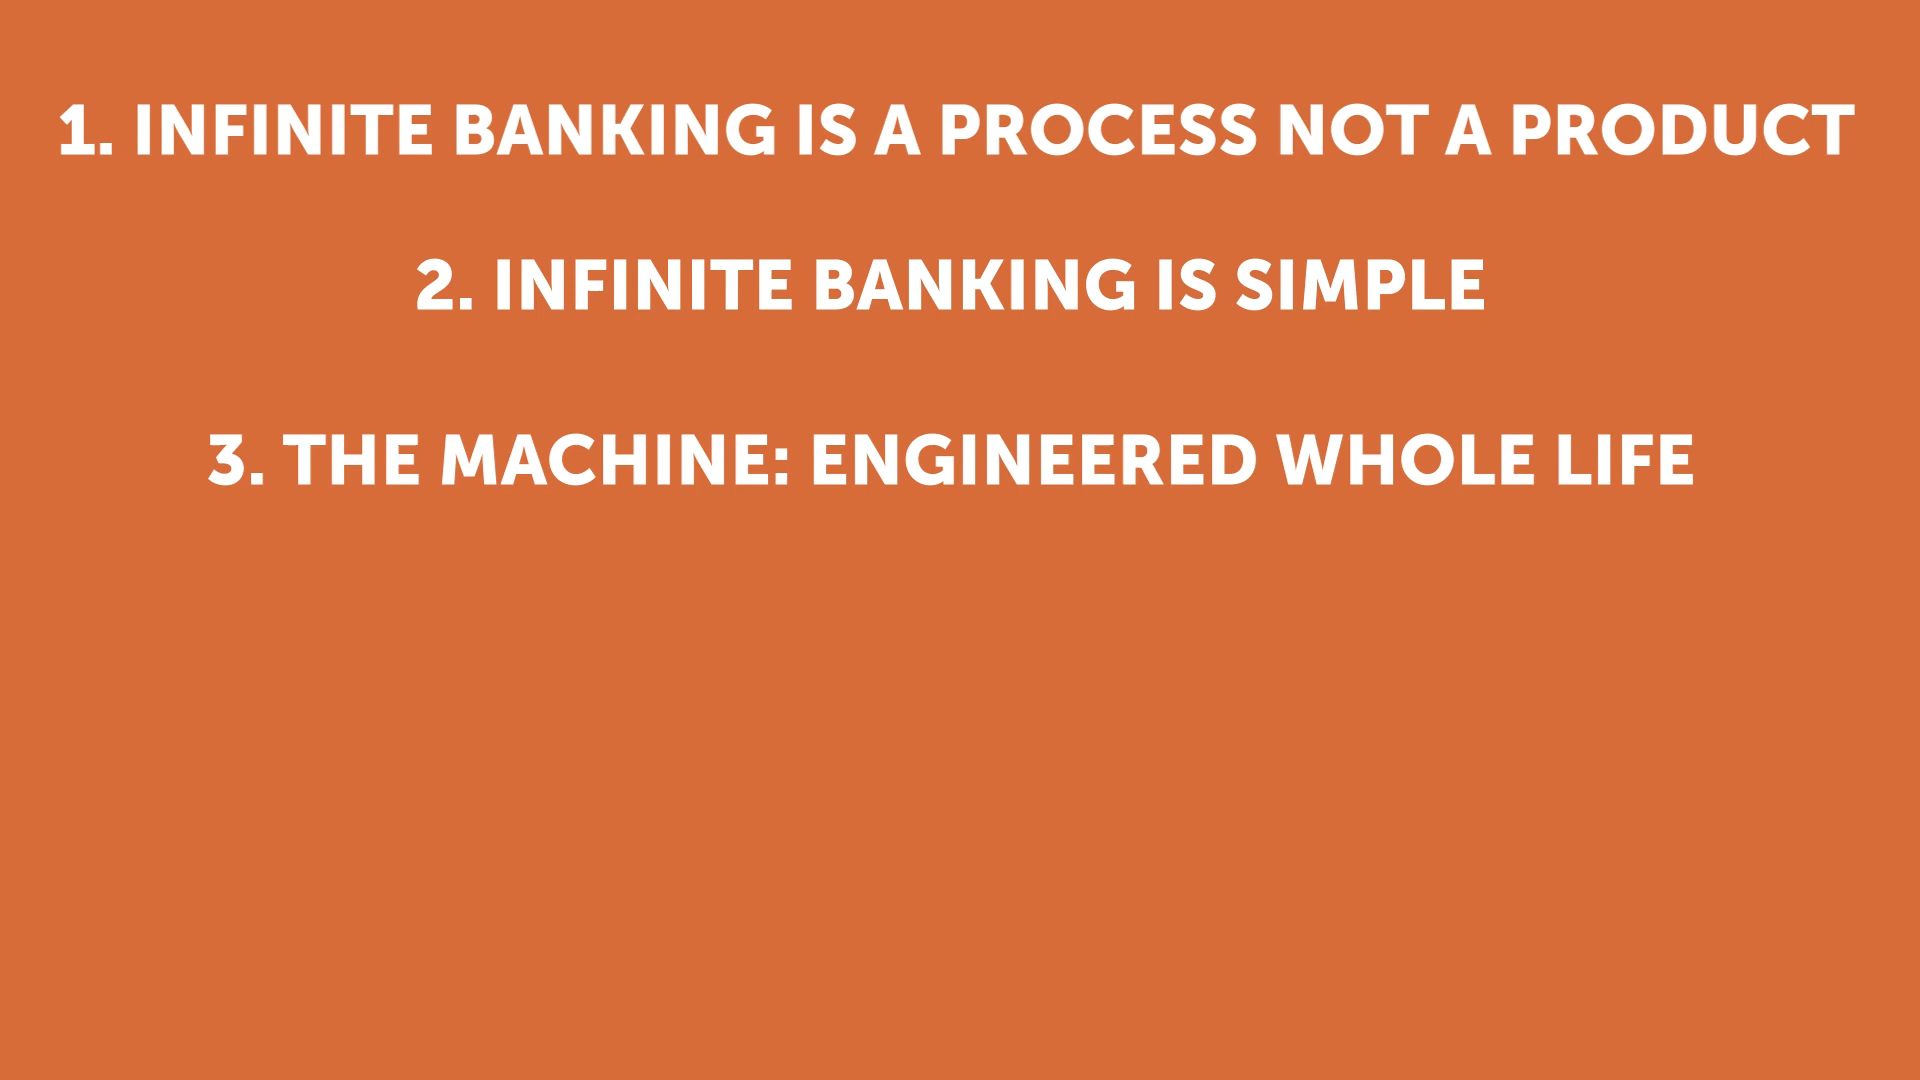 1. INFINITE BANKING IS A PROCESS NOT A PRODUCT
2. INFINITE BANKING IS SIMPLE
3. THE MACHINE: ENGINEERED WHOLE LIFE